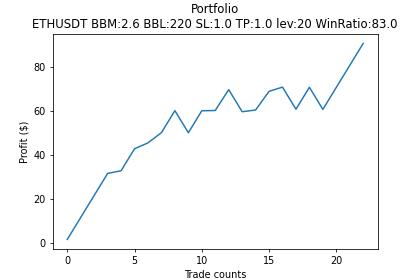 Portfolio
ETHUSDT BBM:2.6 BBL:220 SL:1.0 TP:1.0 lev:20 WinRatio:83.0
80
60
40
20
0
Profit ($)
0 5 10 15 20
Trade counts